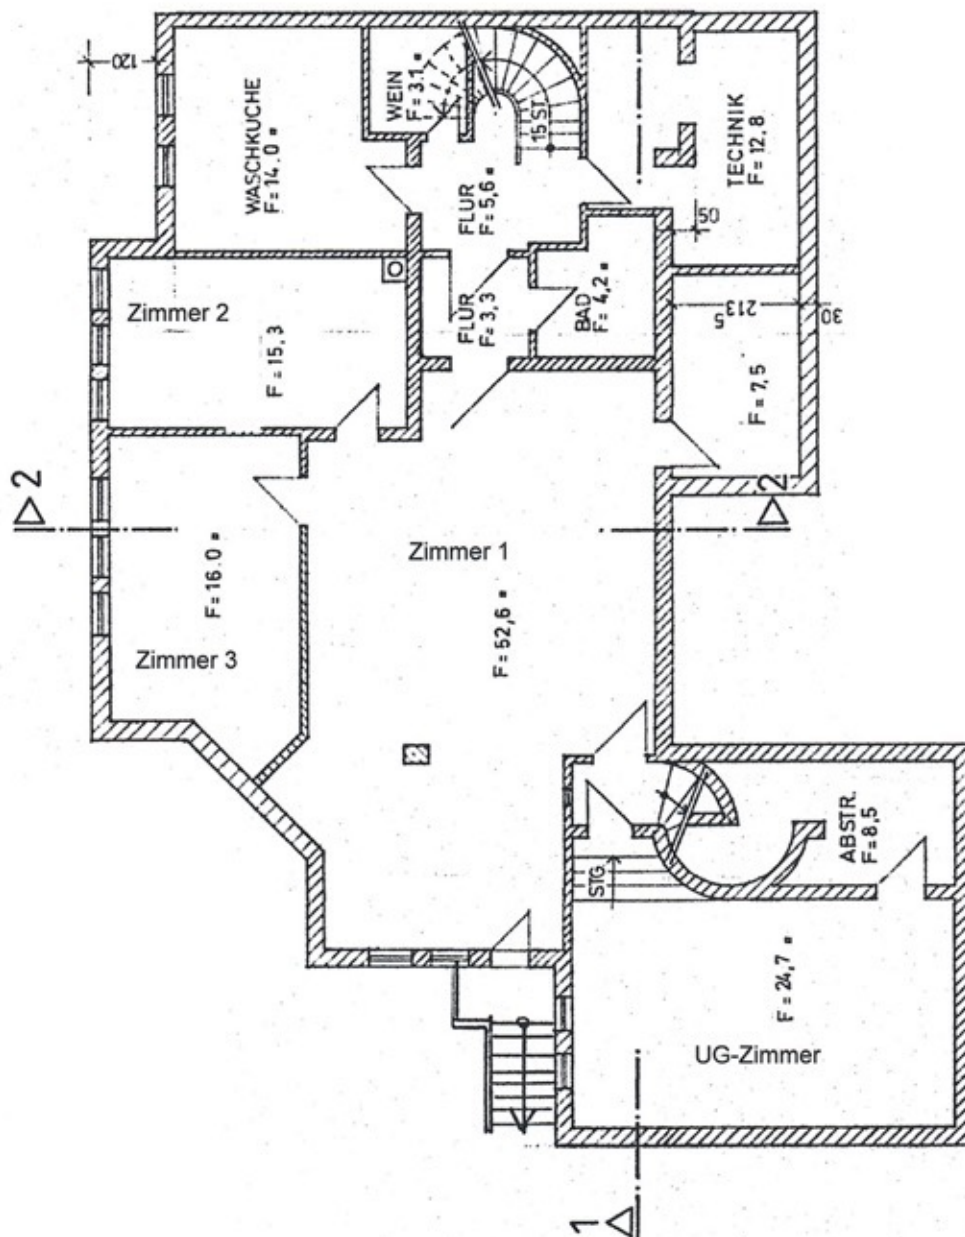 120
WASCHKÜCHE
F= 14.0
WEIN
F= 3.1
15 ST.
TECHNIK
F= 12,8
FLUR
F= 5,6
50
Zimmer 2
F= 15,3
FLUR
F= 3,3
BAD
F= 4,2
213⁵
30
F= 7,5
2
2
Zimmer 1
F= 52,6
F= 16.0
Zimmer 3
STG.
ABSTR.
F= 8,5
F= 24,7
UG-Zimmer
1